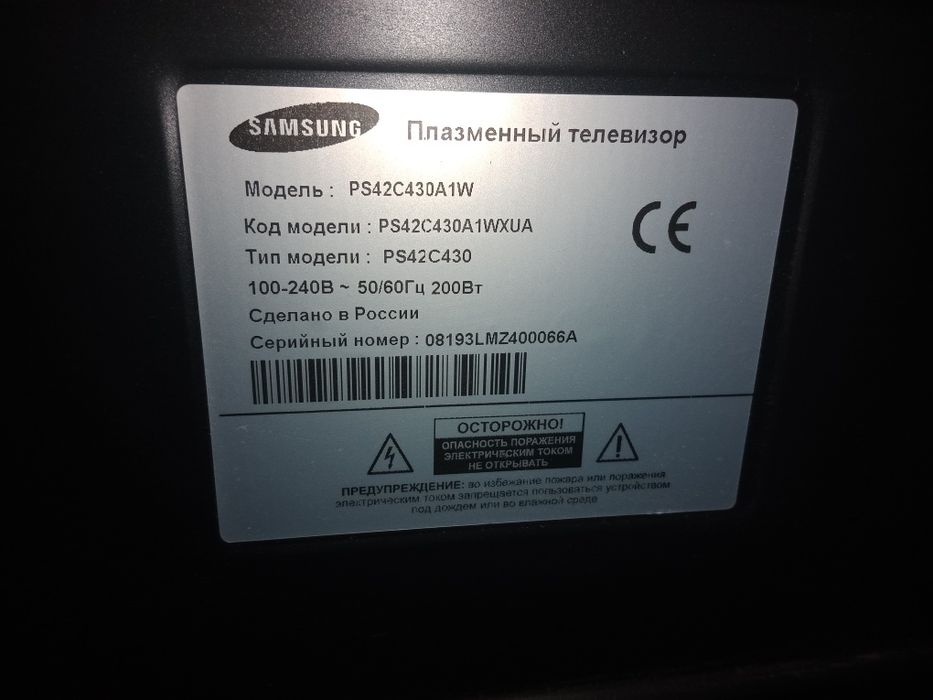 SAMSUNG Плазменный телевизор
Модель : PS42C430A1W
Код модели : PS42C430A1WXUA
Тип модели : PS42C430
100-240В ~ 50/60Гц 200Вт
Сделано в России
Серийный номер : 08193LMZ400066A
CE
ОСТОРОЖНО!
ОПАСНОСТЬ ПОРАЖЕНИЯ
ЭЛЕКТРИЧЕСКИМ ТОКОМ
НЕ ОТКРЫВАТЬ
ПРЕДУПРЕЖДЕНИЕ: во избежание пожара или поражения
электрическим током запрещается пользоваться устройством
под дождем или во влажной среде